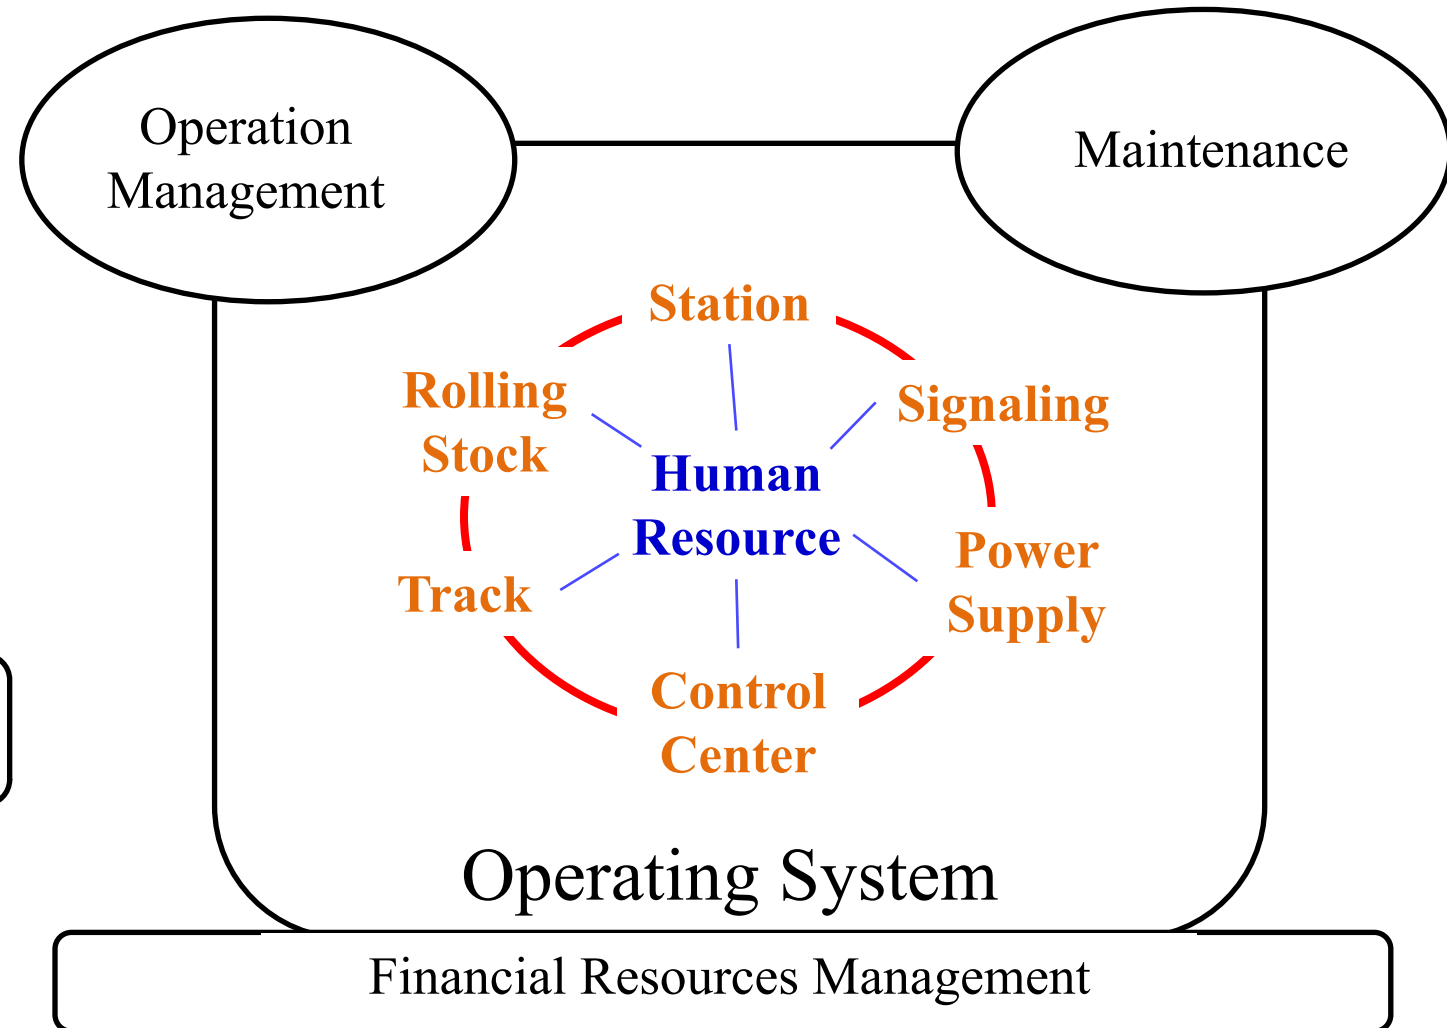 Operation
Management
Maintenance
Station
Rolling
Stock
Signaling
Human
Resource
Power
Supply
Track
Control
Center
Operating System
Financial Resources Management